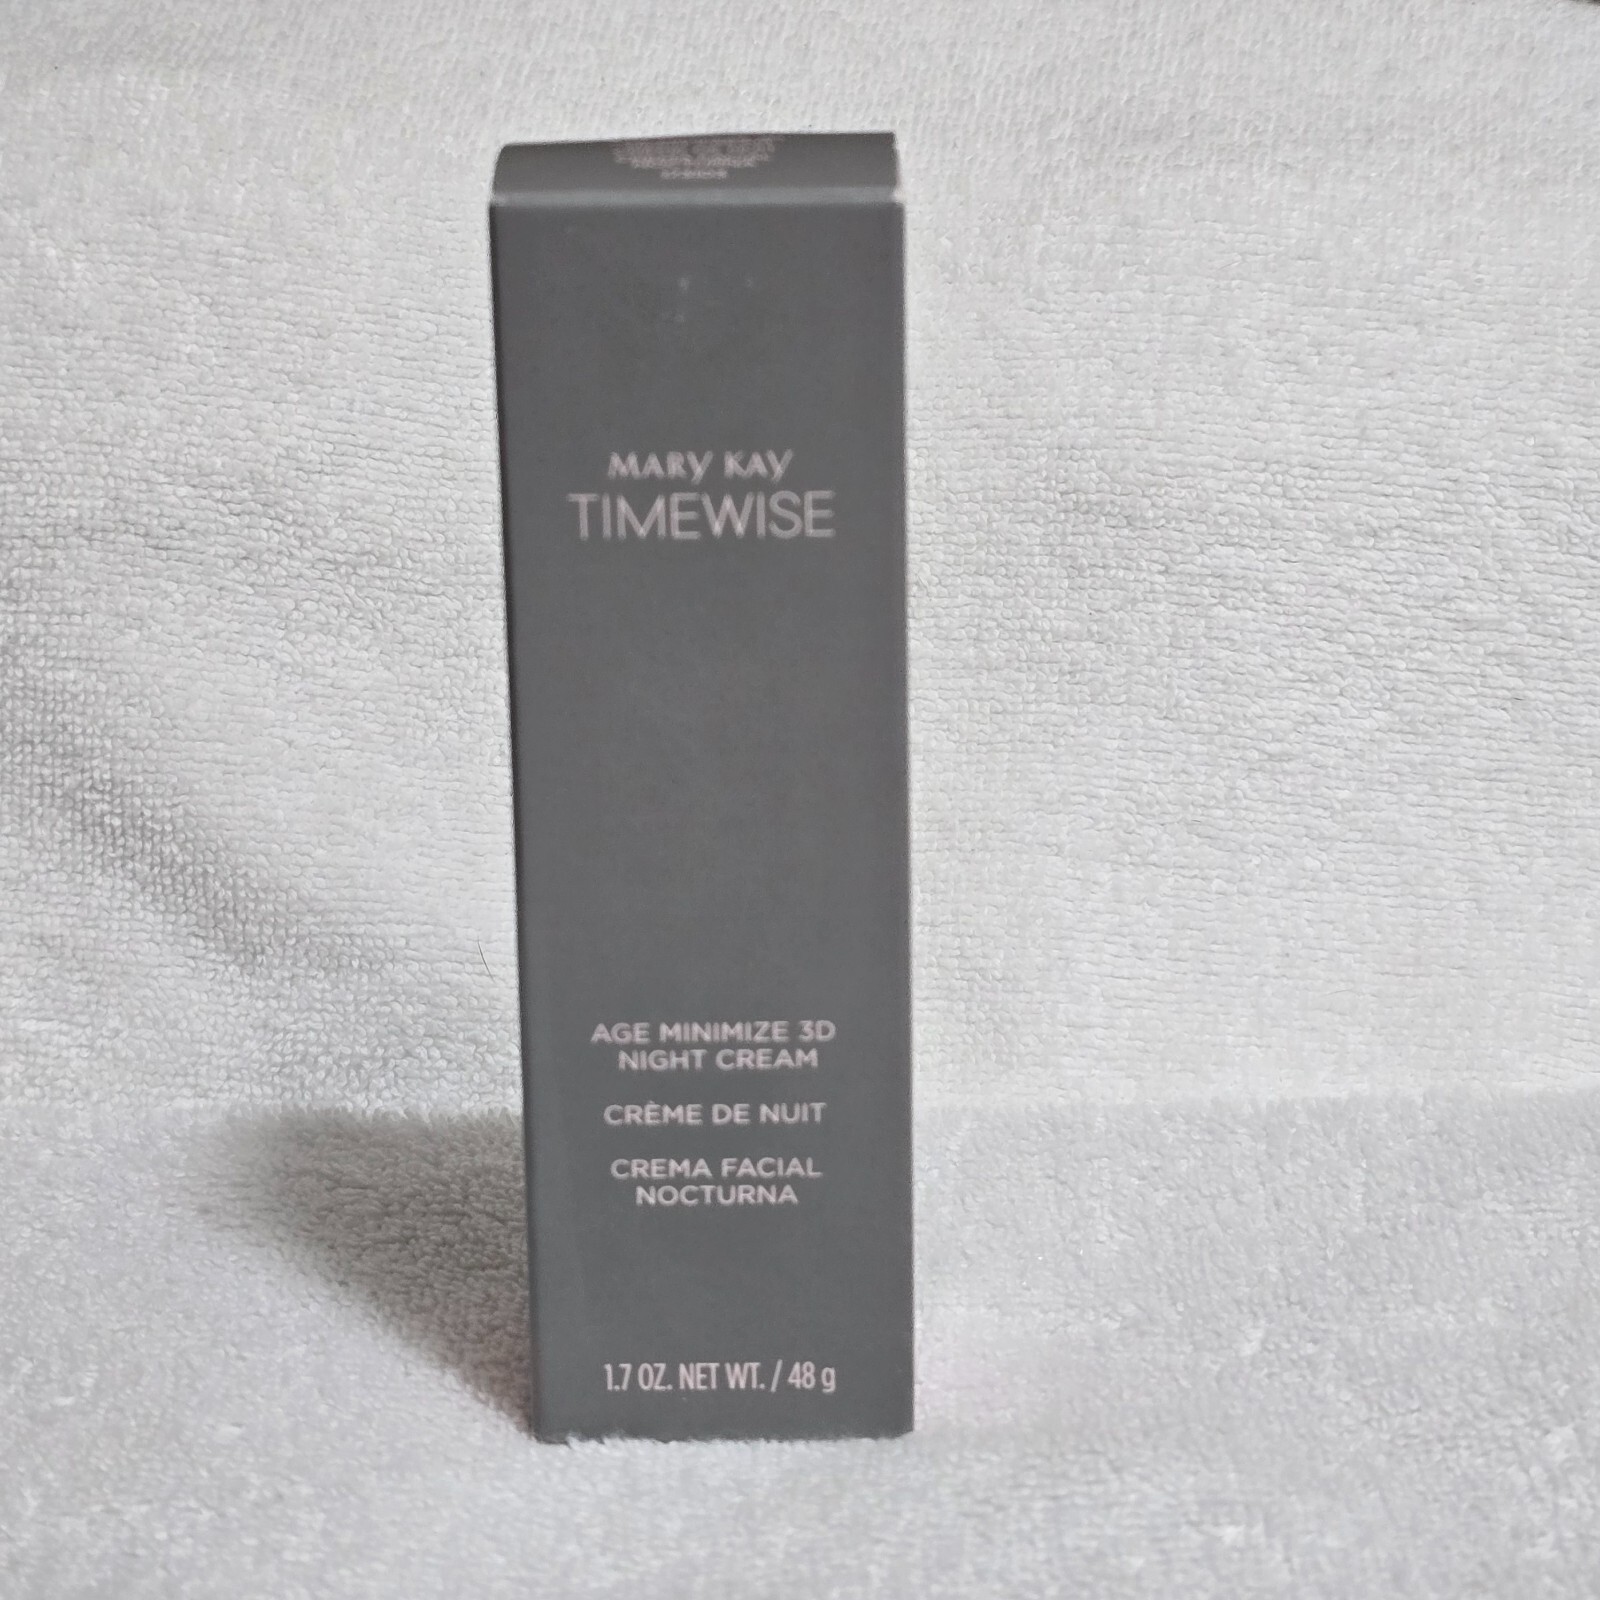 MARY KAY
TIMEWISE
AGE MINIMIZE 3D
NIGHT CREAM
CRÈME DE NUIT
CREMA FACIAL
NOCTURNA
1.7 OZ. NET WT. / 48 g